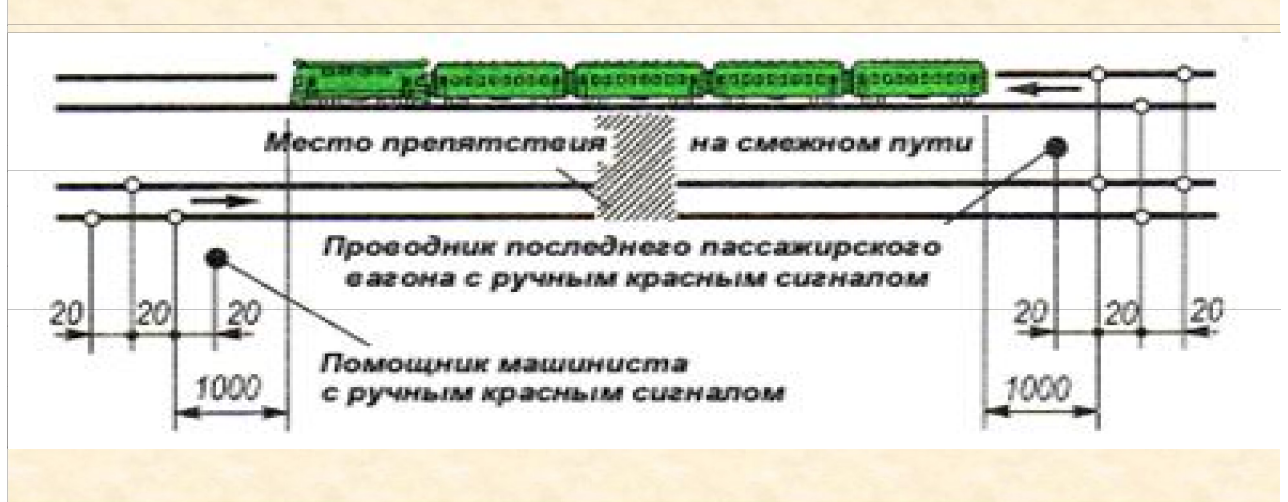 Место препятствия на смежном пути
Проводник последнего пассажирского
вагона с ручным красным сигналом
20 20 20
20 20 20
Помощник машиниста
с ручным красным сигналом
1000
1000